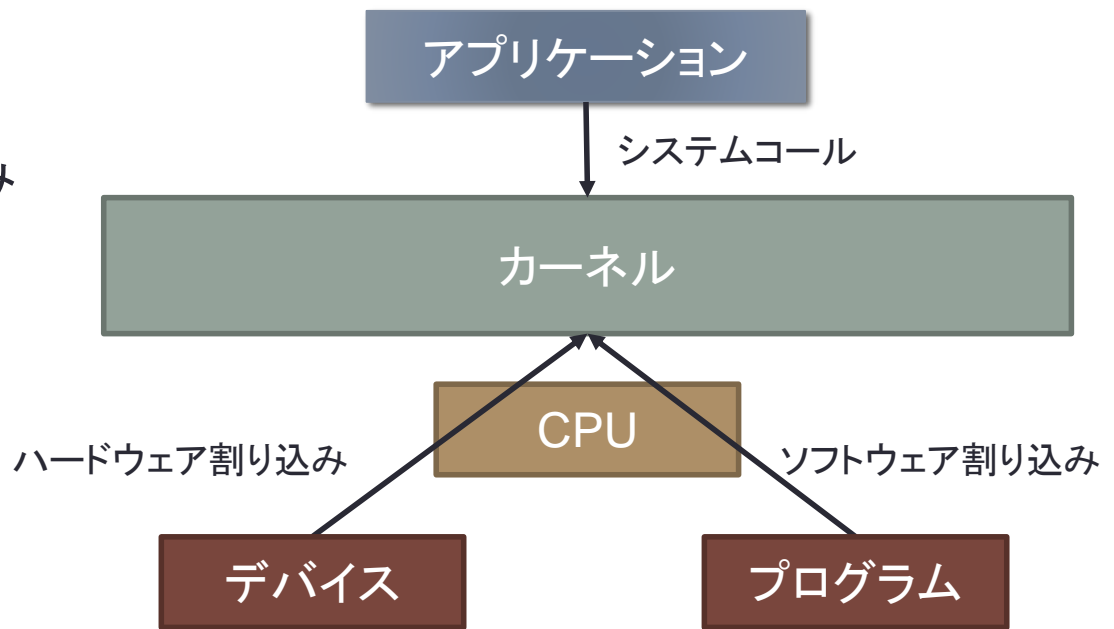 アプリケーション
システムコール
み
カーネル
CPU
ハードウェア割り込み
ソフトウェア割り込み
デバイス
プログラム